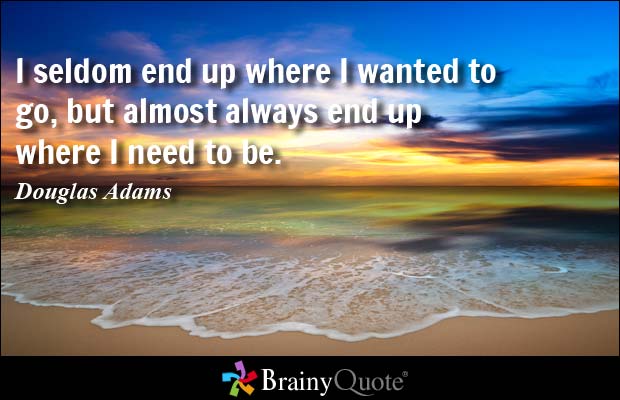 I seldom end up where I wanted to
go, but almost always end up
where I need to be.
Douglas Adams
BrainyQuote®